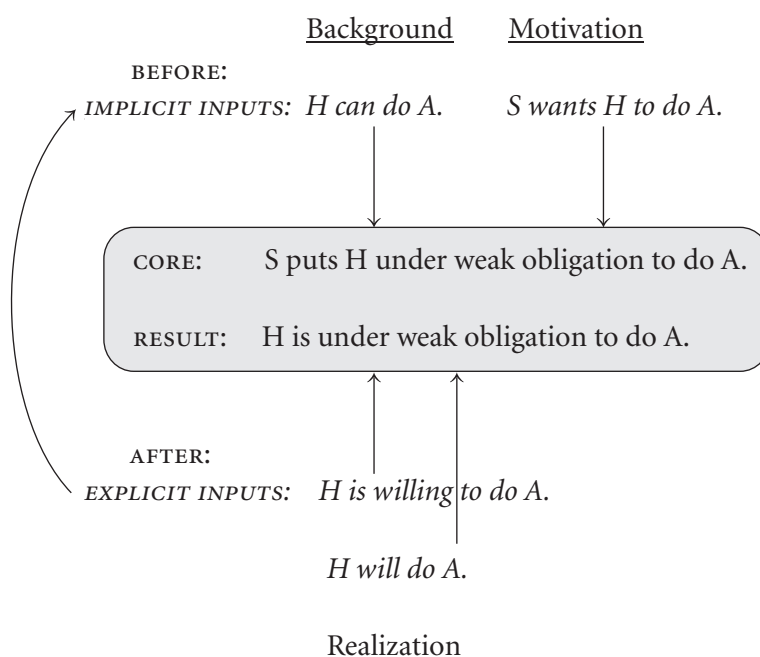 Background Motivation
BEFORE:
IMPLICIT INPUTS: H can do A. S wants H to do A.
CORE: S puts H under weak obligation to do A.
RESULT: H is under weak obligation to do A.
AFTER:
EXPLICIT INPUTS: H is willing to do A.
H will do A.
Realization